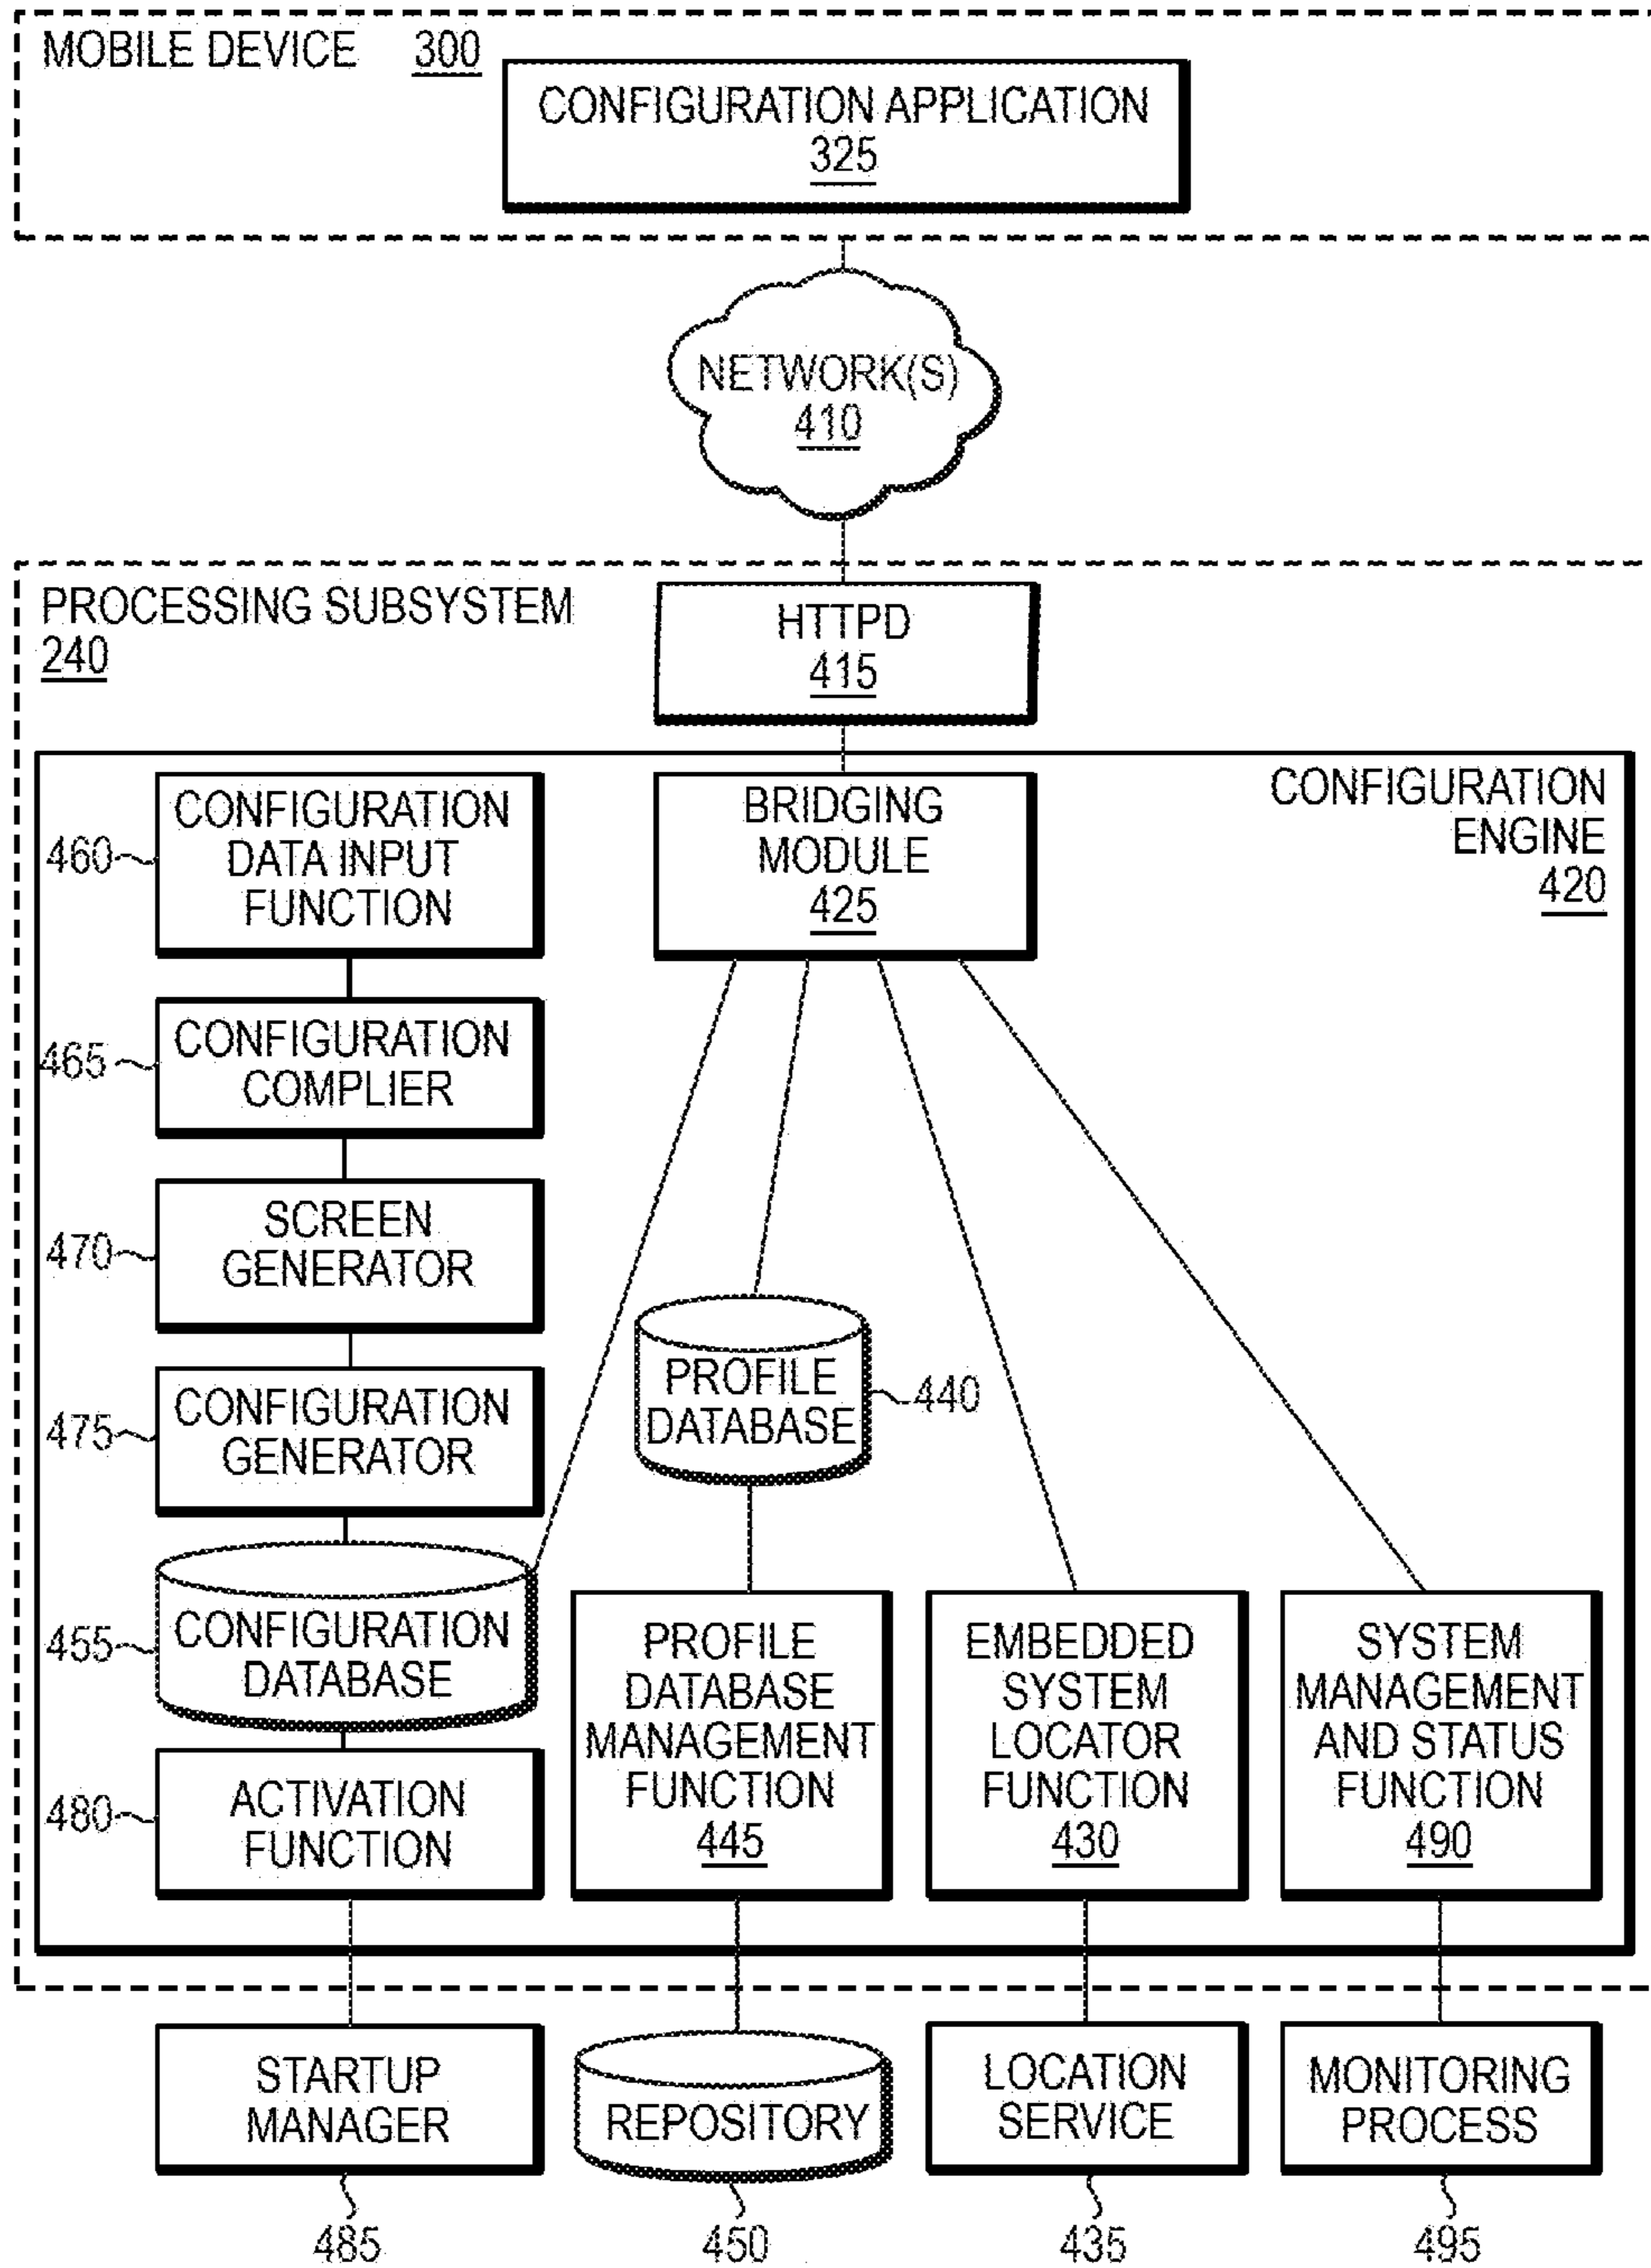 MOBILE DEVICE 300
CONFIGURATION APPLICATION
325
NETWORK(S)
410
PROCESSING SUBSYSTEM
240
HTTPD
415
CONFIGURATION
ENGINE
420
BRIDGING
MODULE
425
460
CONFIGURATION
DATA INPUT
FUNCTION
465
CONFIGURATION
COMPLIER
470
SCREEN
GENERATOR
475
CONFIGURATION
GENERATOR
PROFILE
DATABASE
440
455
CONFIGURATION
DATABASE
480
ACTIVATION
FUNCTION
PROFILE
DATABASE
MANAGEMENT
FUNCTION
445
EMBEDDED
SYSTEM
LOCATOR
FUNCTION
430
SYSTEM
MANAGEMENT
AND STATUS
FUNCTION
490
STARTUP
MANAGER
485
REPOSITORY
450
LOCATION
SERVICE
435
MONITORING
PROCESS
495